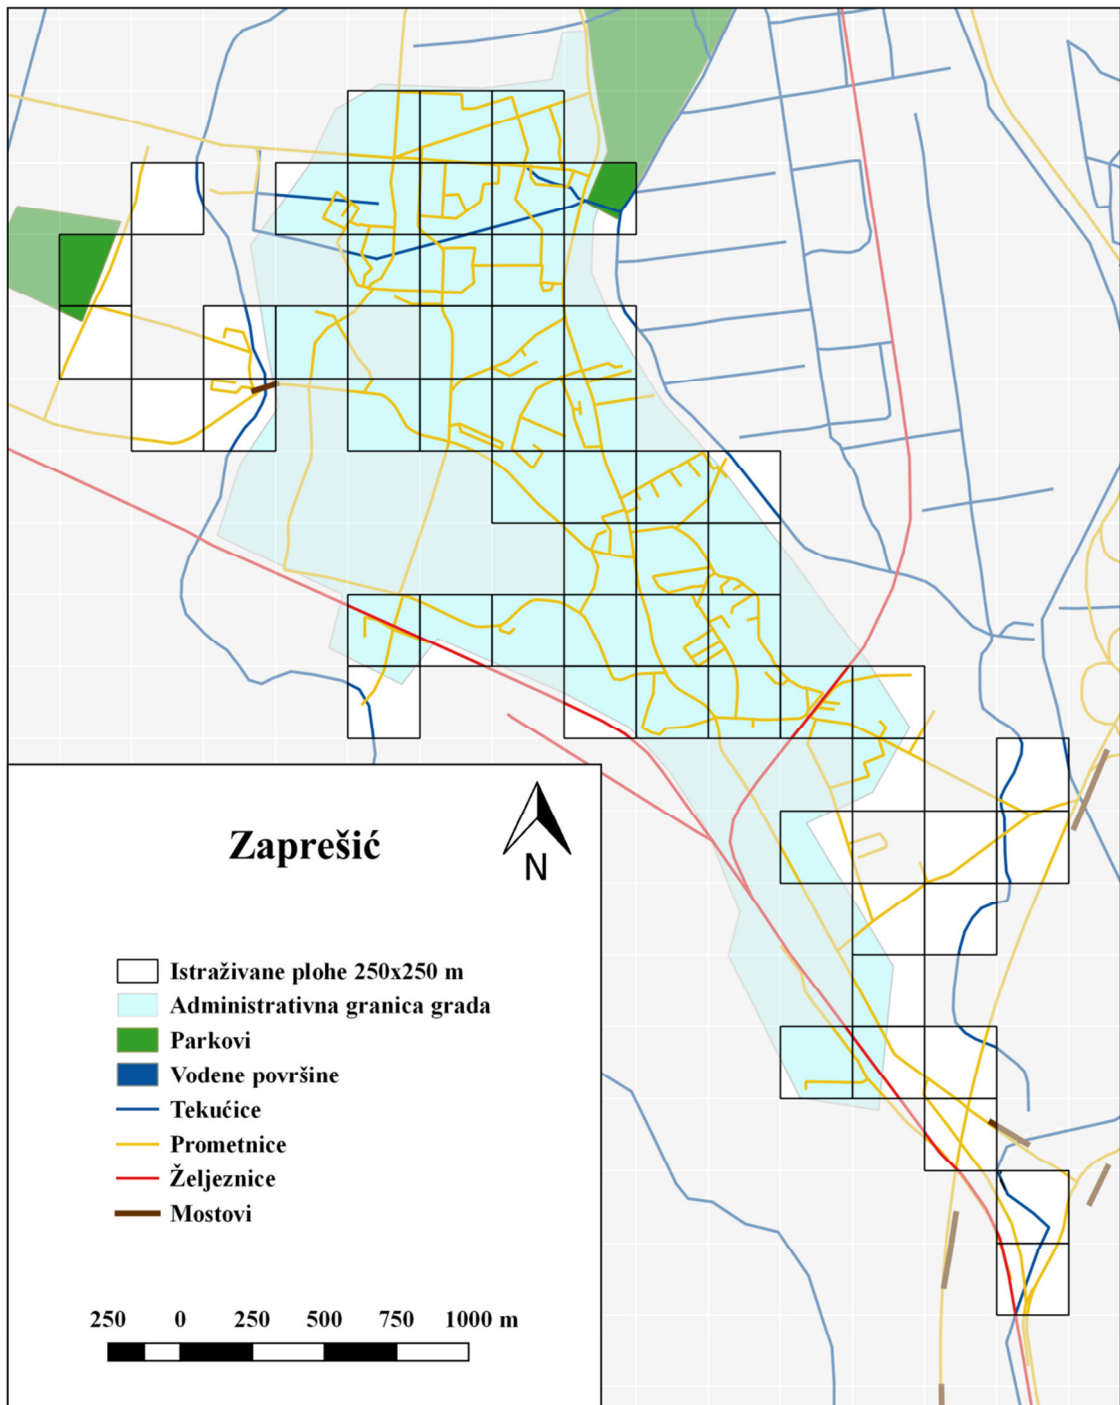 Zaprešić
N
Istraživane plohe 250x250 m
Administrativna granica grada
Parkovi
Vodene površine
Tekućice
Prometnice
Željeznice
Mostovi
250 0 250 500 750 1000 m